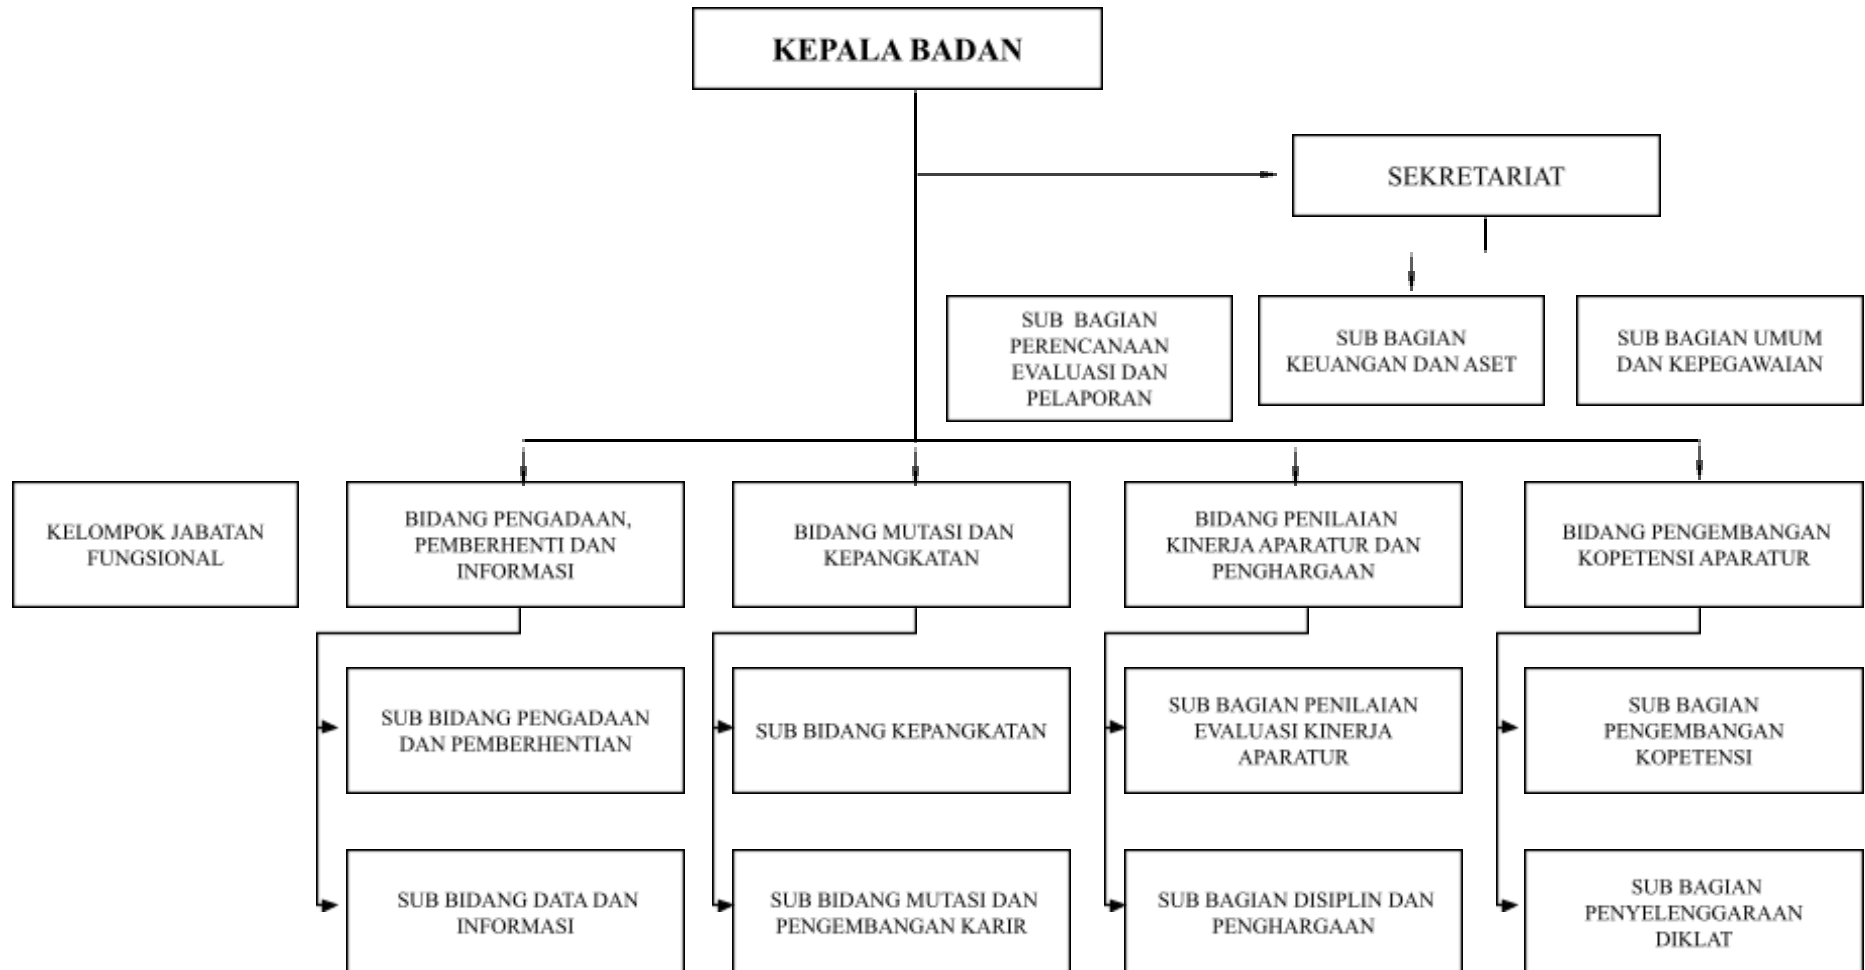 KEPALA BADAN
SEKRETARIAT
SUB BAGIAN
PERENCANAAN
EVALUASI DAN
PELAPORAN
SUB BAGIAN
KEUANGAN DAN ASET
SUB BAGIAN UMUM
DAN KEPEGAWAIAN
KELOMPOK JABATAN
FUNGSIONAL
BIDANG PENGADAAN,
PEMBERHENTI DAN
INFORMASI
BIDANG MUTASI DAN
KEPANGKATAN
BIDANG PENILAIAN
KINERJA APARATUR DAN
PENGHARGAAN
BIDANG PENGEMBANGAN
KOPETENSI APARATUR
SUB BIDANG PENGADAAN
DAN PEMBERHENTIAN
SUB BIDANG KEPANGKATAN
SUB BAGIAN PENILAIAN
EVALUASI KINERJA
APARATUR
SUB BAGIAN
PENGEMBANGAN
KOPETENSI
SUB BIDANG DATA DAN
INFORMASI
SUB BIDANG MUTASI DAN
PENGEMBANGAN KARIR
SUB BAGIAN DISIPLIN DAN
PENGHARGAAN
SUB BAGIAN
PENYELENGGARAAN
DIKLAT